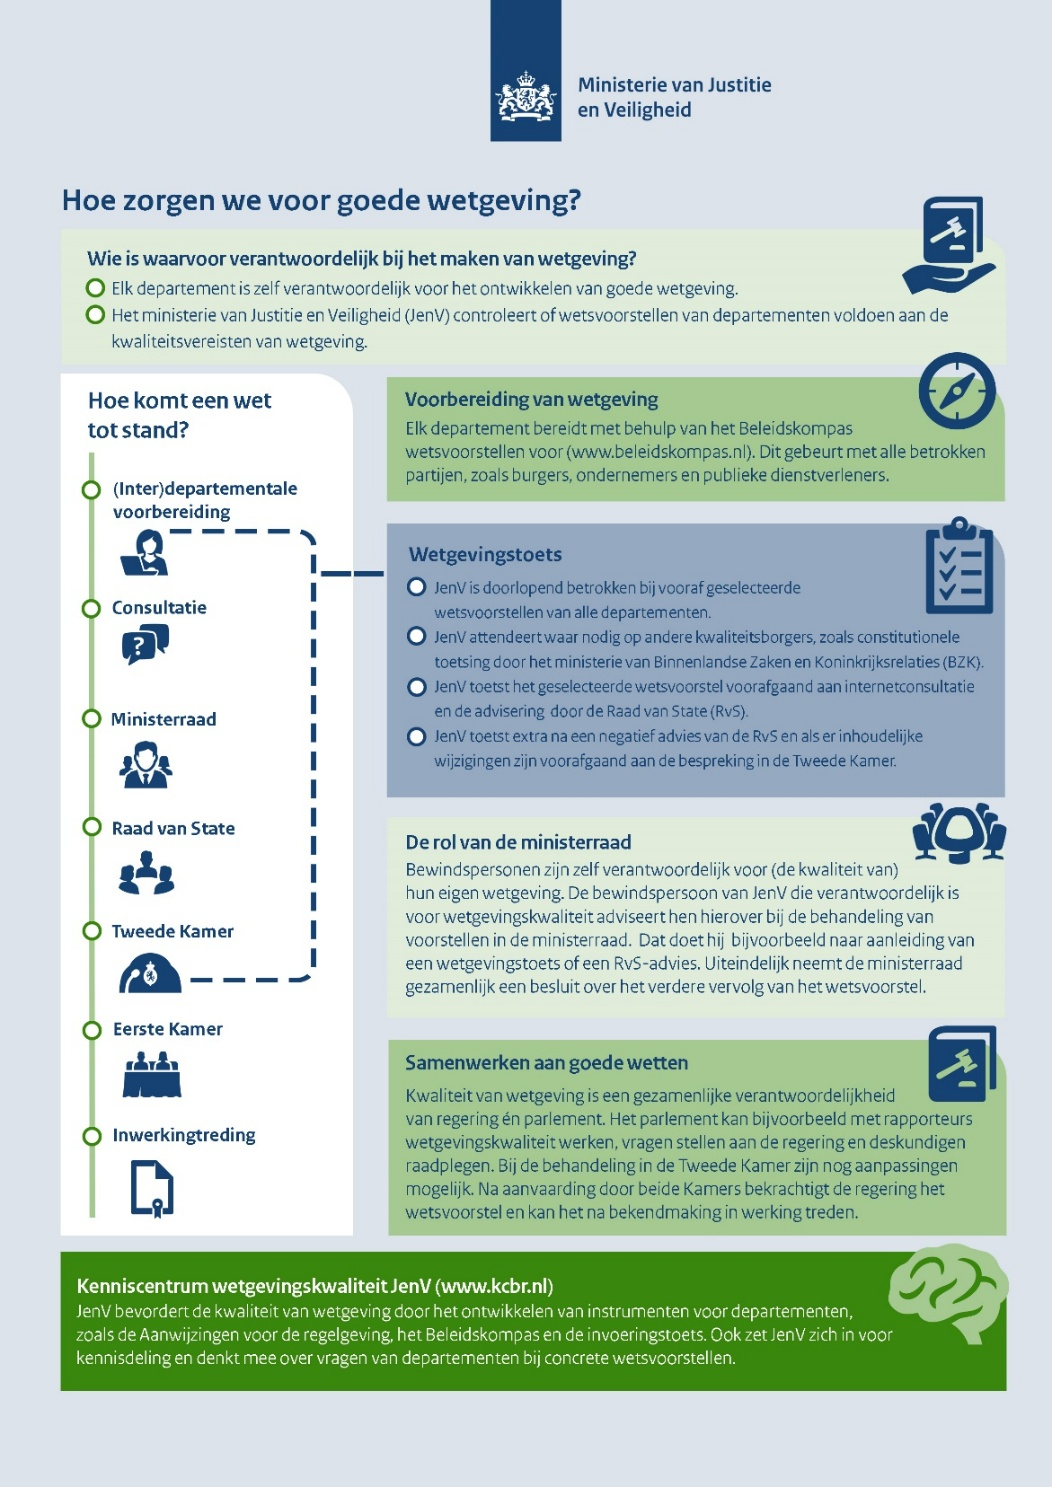 Ministerie van Justitie
en Veiligheid
Hoe zorgen we voor goede wetgeving?
Wie is waarvoor verantwoordelijk bij het maken van wetgeving?
Elk departement is zelf verantwoordelijk voor het ontwikkelen van goede wetgeving.
Het ministerie van Justitie en Veiligheid (JenV) controleert of wetsvoorstellen van departementen voldoen aan de
kwaliteitsvereisten van wetgeving.
Hoe komt een wet
tot stand?
(Inter)departementale
voorbereiding
Consultatie
?
Ministerraad
Raad van State
Tweede Kamer
Eerste Kamer
Inwerkingtreding
Voorbereiding van wetgeving
Elk departement bereidt met behulp van het Beleidskompas
wetsvoorstellen voor (www.beleidskompas.nl). Dit gebeurt met alle betrokken
partijen, zoals burgers, ondernemers en publieke dienstverleners.
Wetgevingstoets
JenV is doorlopend betrokken bij vooraf geselecteerde
wetsvoorstellen van alle departementen.
JenV attendeert waar nodig op andere kwaliteitsborgers, zoals constitutionele
toetsing door het ministerie van Binnenlandse Zaken en Koninkrijksrelaties (BZK).
JenV toetst het geselecteerde wetsvoorstel voorafgaand aan internetconsultatie
en de advisering door de Raad van State (RvS).
JenV toetst extra na een negatief advies van de RvS en als er inhoudelijke
wijzigingen zijn voorafgaand aan de bespreking in de Tweede Kamer.
De rol van de ministerraad
Bewindspersonen zijn zelf verantwoordelijk voor (de kwaliteit van)
hun eigen wetgeving. De bewindspersoon van JenV die verantwoordelijk is
voor wetgevingskwaliteit adviseert hen hierover bij de behandeling van
voorstellen in de ministerraad. Dat doet hij bijvoorbeeld naar aanleiding van
een wetgevingstoets of een RvS-advies. Uiteindelijk neemt de ministerraad
gezamenlijk een besluit over het verdere vervolg van het wetsvoorstel.
Samenwerken aan goede wetten
Kwaliteit van wetgeving is een gezamenlijke verantwoordelijkheid
van regering én parlement. Het parlement kan bijvoorbeeld met rapporteurs
wetgevingskwaliteit werken, vragen stellen aan de regering en deskundigen
raadplegen. Bij de behandeling in de Tweede Kamer zijn nog aanpassingen
mogelijk. Na aanvaarding door beide Kamers bekrachtigt de regering het
wetsvoorstel en kan het na bekendmaking in werking treden.
Kenniscentrum wetgevingskwaliteit JenV (www.kcbr.nl)
JenV bevordert de kwaliteit van wetgeving door het ontwikkelen van instrumenten voor departementen,
zoals de Aanwijzingen voor de regelgeving, het Beleidskompas en de invoeringstoets. Ook zet JenV zich in voor
kennisdeling en denkt mee over vragen van departementen bij concrete wetsvoorstellen.